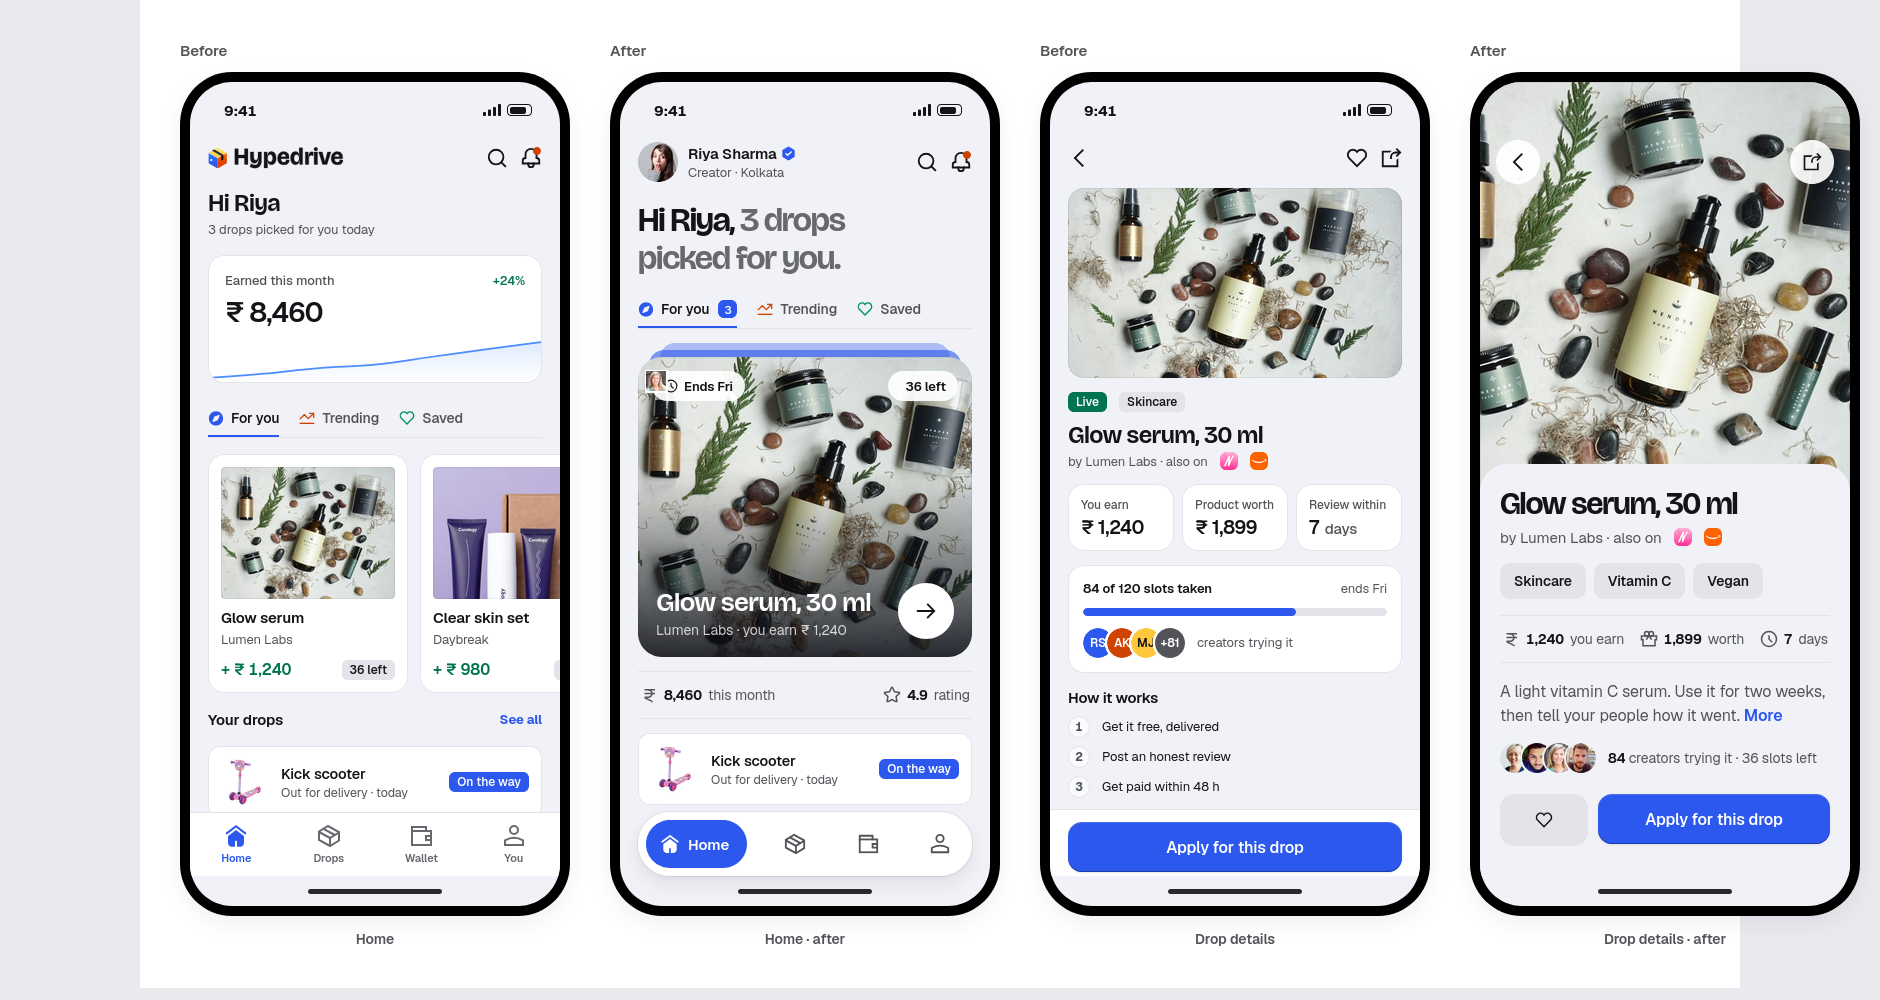 Before
9:41
Hypedrive
Hi Riya
3 drops picked for you today
Earned this month
+24%
₹ 8,460
For you
Trending
Saved
Glow serum
Lumen Labs
+ ₹ 1,240
36 left
Curology
Clear skin set
Daybreak
+ ₹ 980
Your drops
See all
Kick scooter
Out for delivery · today
On the way
Home
Drops
Wallet
You
Home
After
9:41
Riya Sharma
Creator · Kolkata
Hi Riya, 3 drops
picked for you.
For you
3
Trending
Saved
Ends Fri
36 left
MENDER
Glow serum, 30 ml
Lumen Labs · you earn ₹ 1,240
8,460 this month
4.9 rating
Kick scooter
Out for delivery · today
On the way
Home
Home · after
Before
9:41
MENDER
Live
Skincare
Glow serum, 30 ml
by Lumen Labs · also on
You earn
₹ 1,240
Product worth
₹ 1,899
Review within
7 days
84 of 120 slots taken
ends Fri
RS
AK
MJ
+81
creators trying it
How it works
1
Get it free, delivered
2
Post an honest review
3
Get paid within 48 h
Apply for this drop
Drop details
After
MENDER
BODY OIL
CBD
Glow serum, 30 ml
by Lumen Labs · also on
Skincare
Vitamin C
Vegan
₹ 1,240 you earn
1,899 worth
7 days
A light vitamin C serum. Use it for two weeks,
then tell your people how it went. More
84 creators trying it · 36 slots left
Apply for this drop
Drop details · after